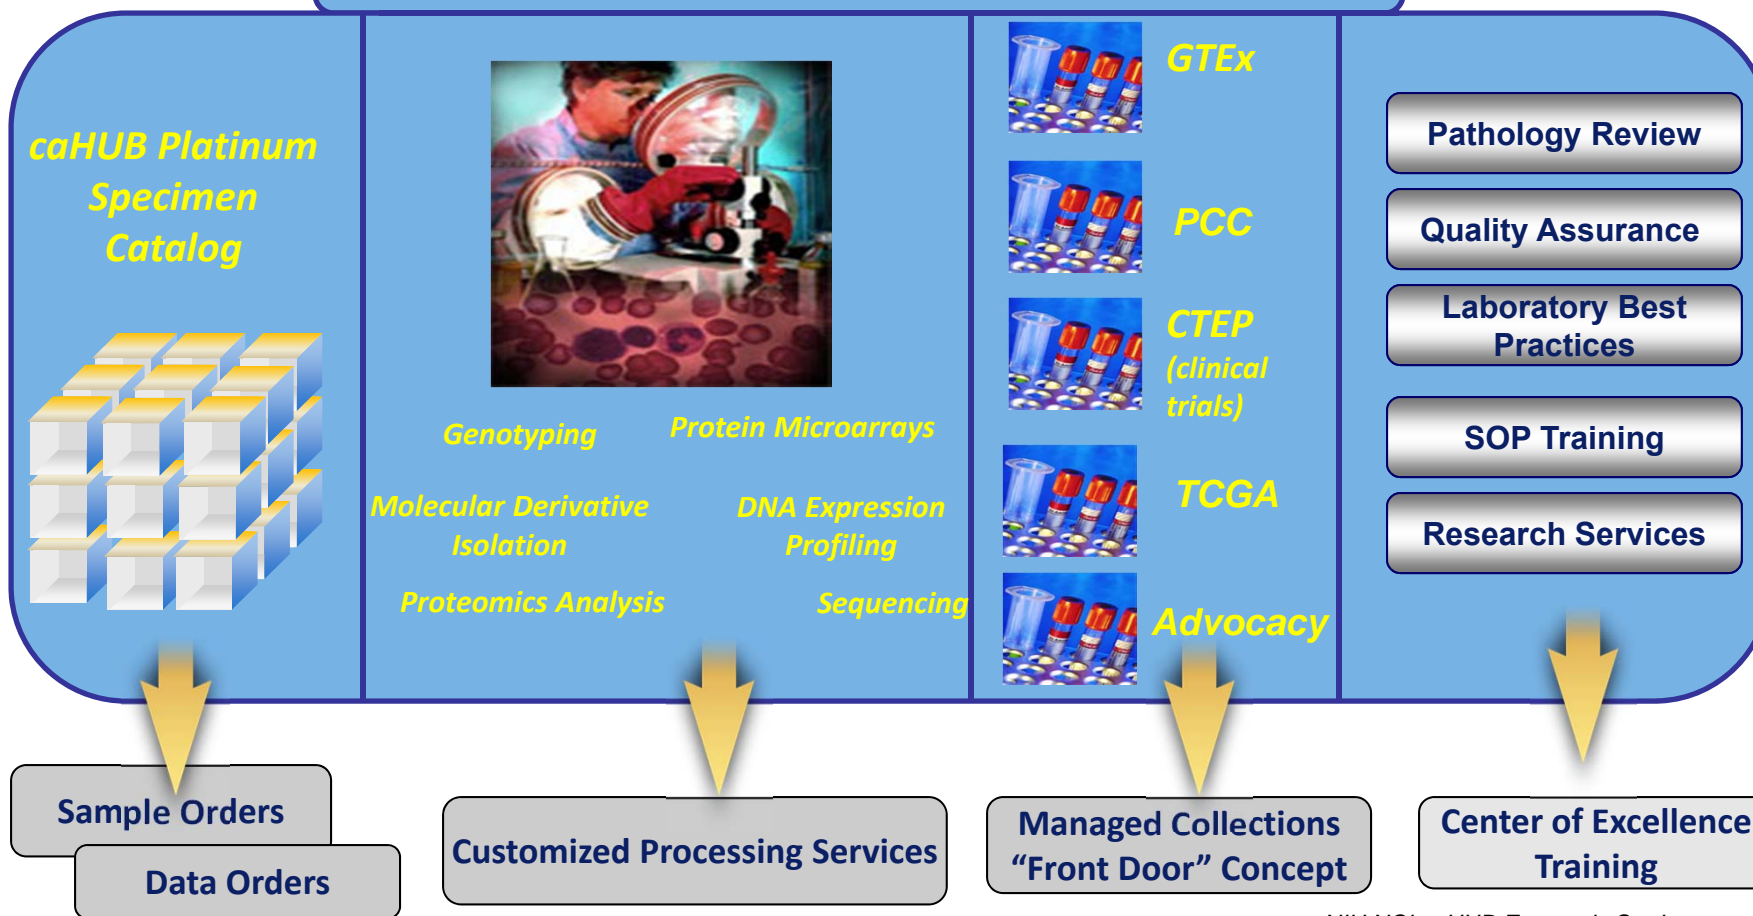 caHUB Platinum
Specimen
Catalog
Genotyping
Protein Microarrays
Molecular Derivative
Isolation
DNA Expression
Profiling
Proteomics Analysis
Sequencing
GTEx
PCC
CTEP
(clinical
trials)
TCGA
Advocacy
Pathology Review
Quality Assurance
Laboratory Best
Practices
SOP Training
Research Services
Sample Orders
Data Orders
Customized Processing Services
Managed Collections
“Front Door” Concept
Center of Excellence
Training